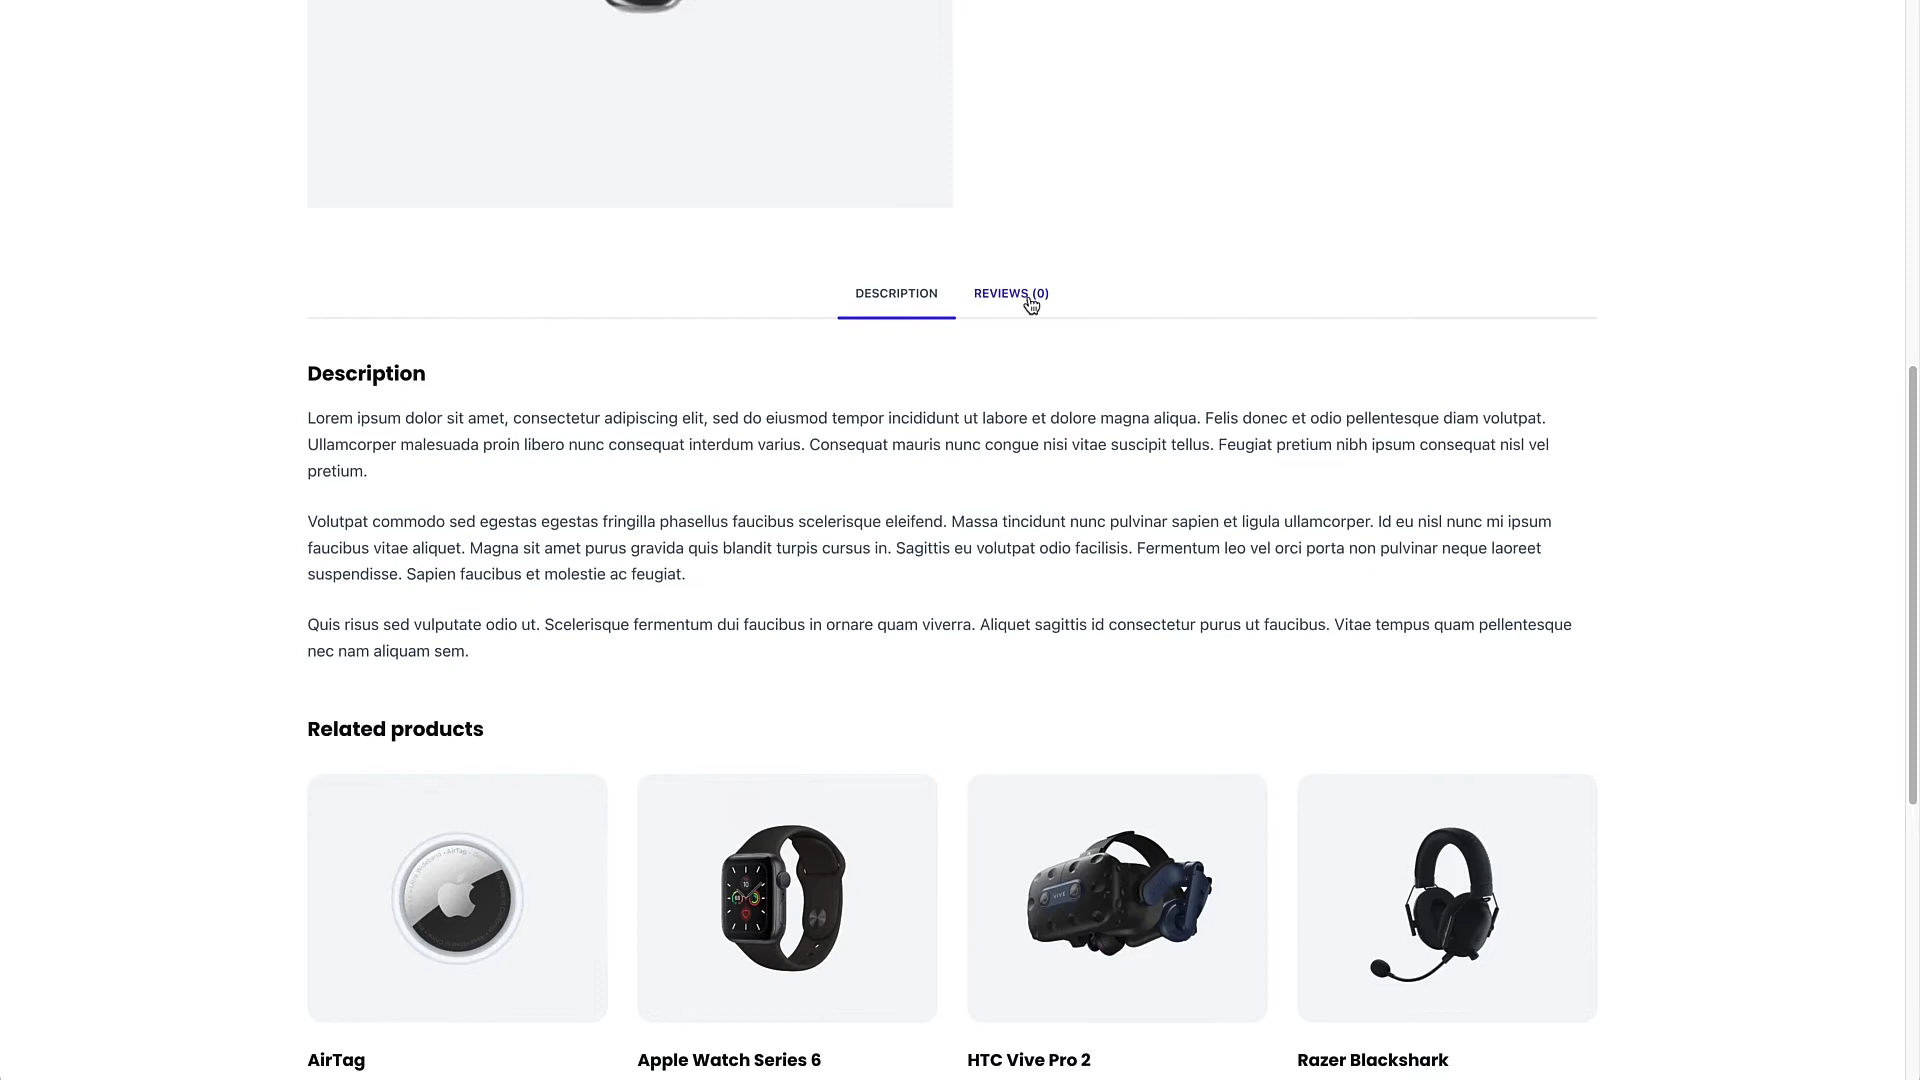 DESCRIPTION
REVIEWS (0)
Description
Lorem ipsum dolor sit amet, consectetur adipiscing elit, sed do eiusmod tempor incididunt ut labore et dolore magna aliqua. Felis donec et odio pellentesque diam volutpat.
Ullamcorper malesuada proin libero nunc consequat interdum varius. Consequat mauris nunc congue nisi vitae suscipit tellus. Feugiat pretium nibh ipsum consequat nisl vel
pretium.
Volutpat commodo sed egestas egestas fringilla phasellus faucibus scelerisque eleifend. Massa tincidunt nunc pulvinar sapien et ligula ullamcorper. Id eu nisl nunc mi ipsum
faucibus vitae aliquet. Magna sit amet purus gravida quis blandit turpis cursus in. Sagittis eu volutpat odio facilisis. Fermentum leo vel orci porta non pulvinar neque laoreet
suspendisse. Sapien faucibus et molestie ac feugiat.
Quis risus sed vulputate odio ut. Scelerisque fermentum dui faucibus in ornare quam viverra. Aliquet sagittis id consectetur purus ut faucibus. Vitae tempus quam pellentesque
nec nam aliquam sem.
Related products
VIVE
AirTag
Apple Watch Series 6
HTC Vive Pro 2
Razer Blackshark